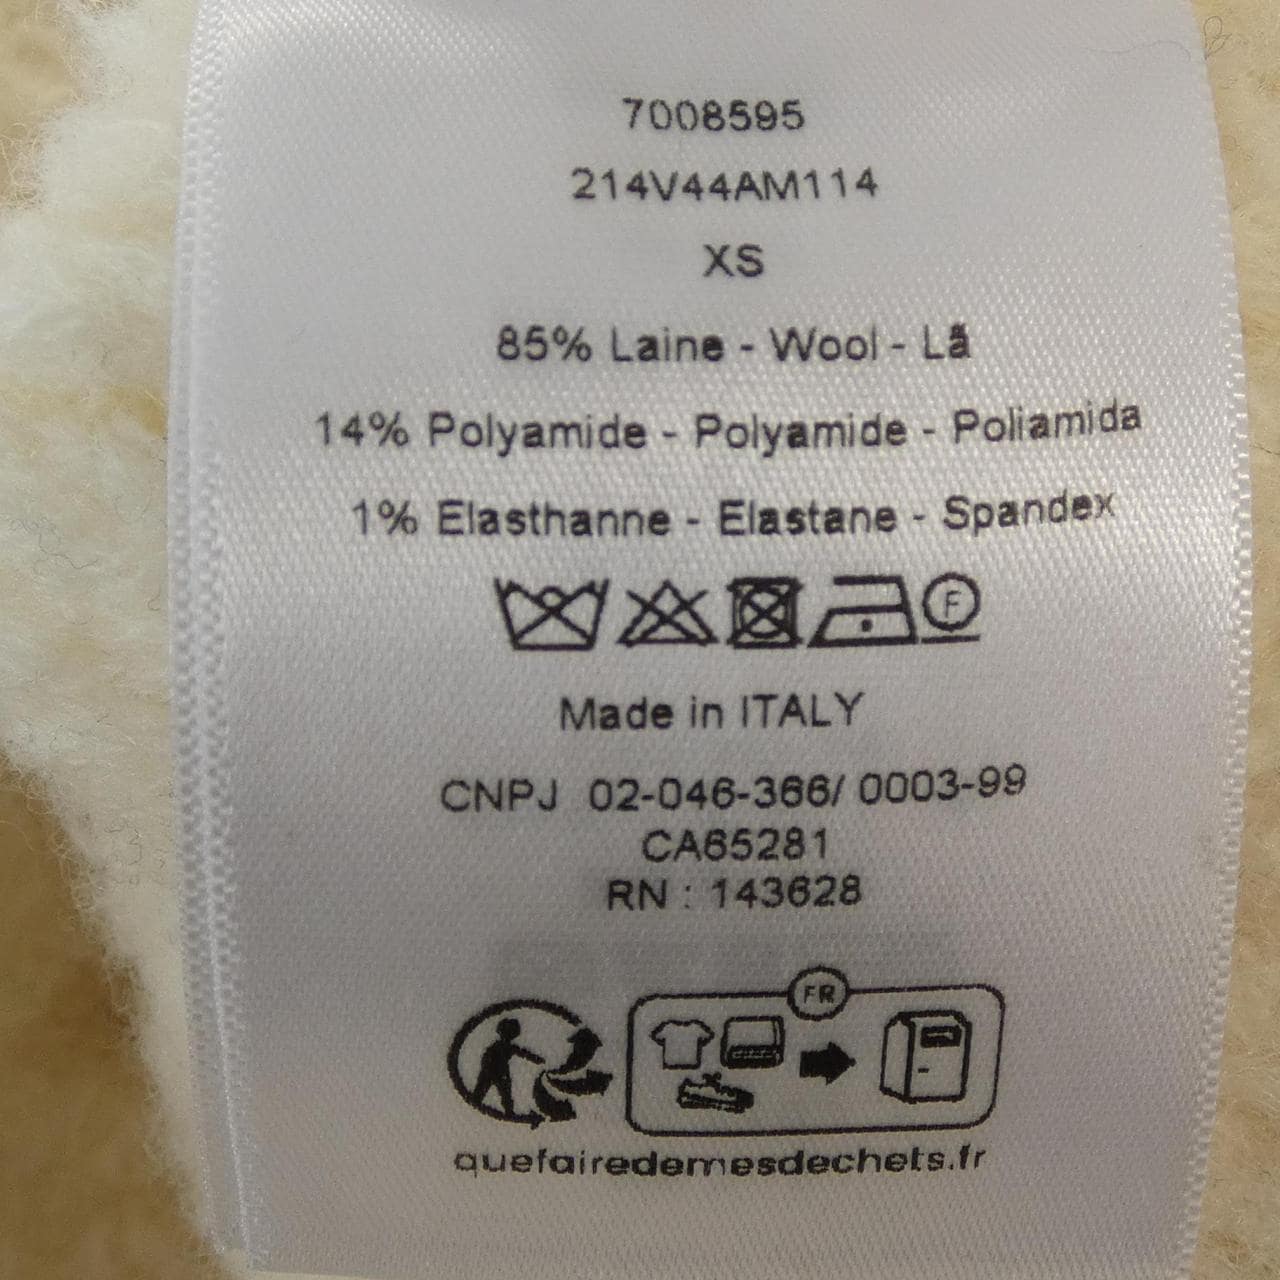 7008595
214V44AM114
XS
85% Laine - Wool - Lã
14% Polyamide - Polyamide - Poliamida
1% Elasthanne - Elastane - Spandex
F
Made in ITALY
CNPJ 02-046-366/ 0003-99
CA65281
RN : 143628
FR
quefairedemesdechets.fr